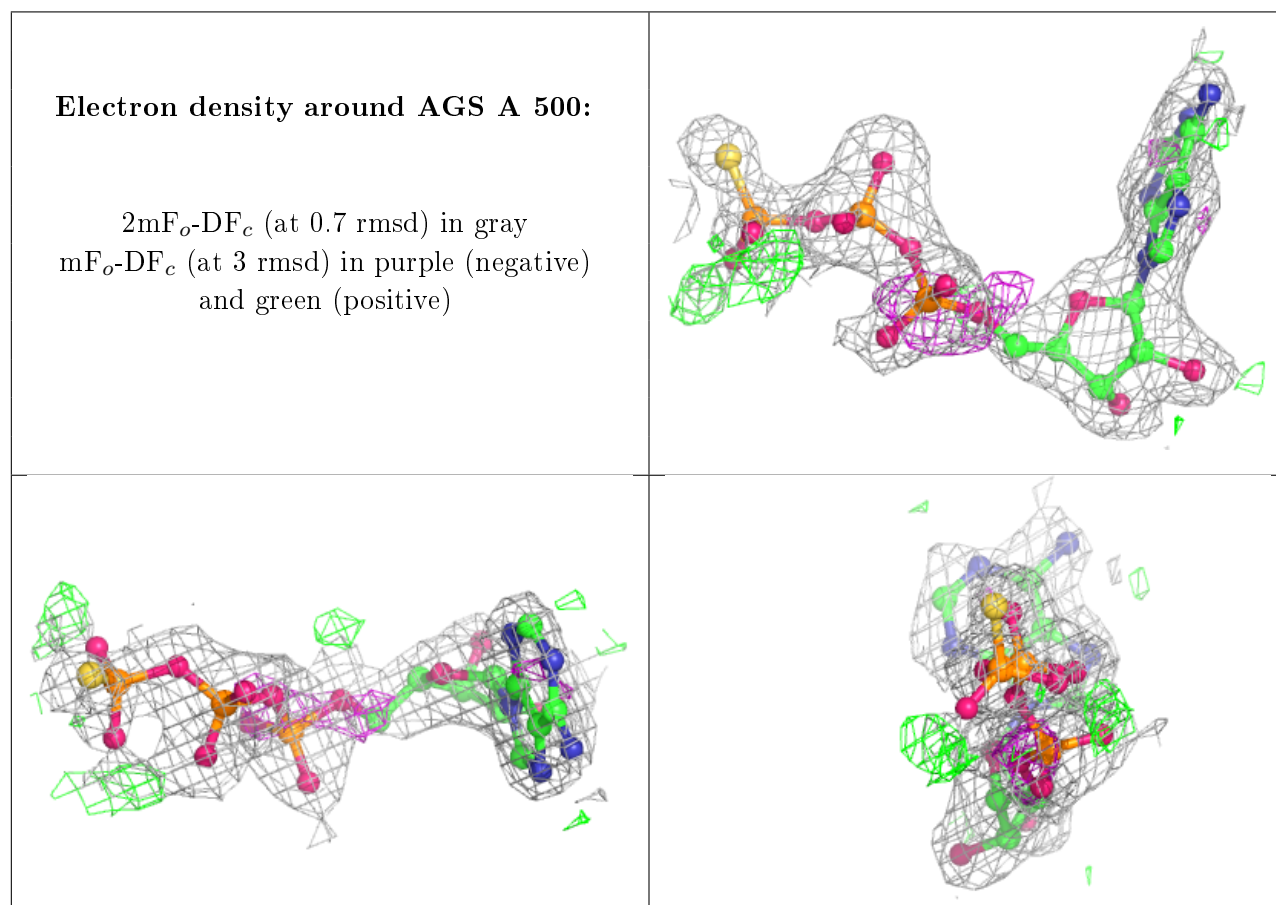 Electron density around AGS A 500:
2mFₒ-DF𝒸 (at 0.7 rmsd) in gray
mFₒ-DF𝒸 (at 3 rmsd) in purple (negative)
and green (positive)